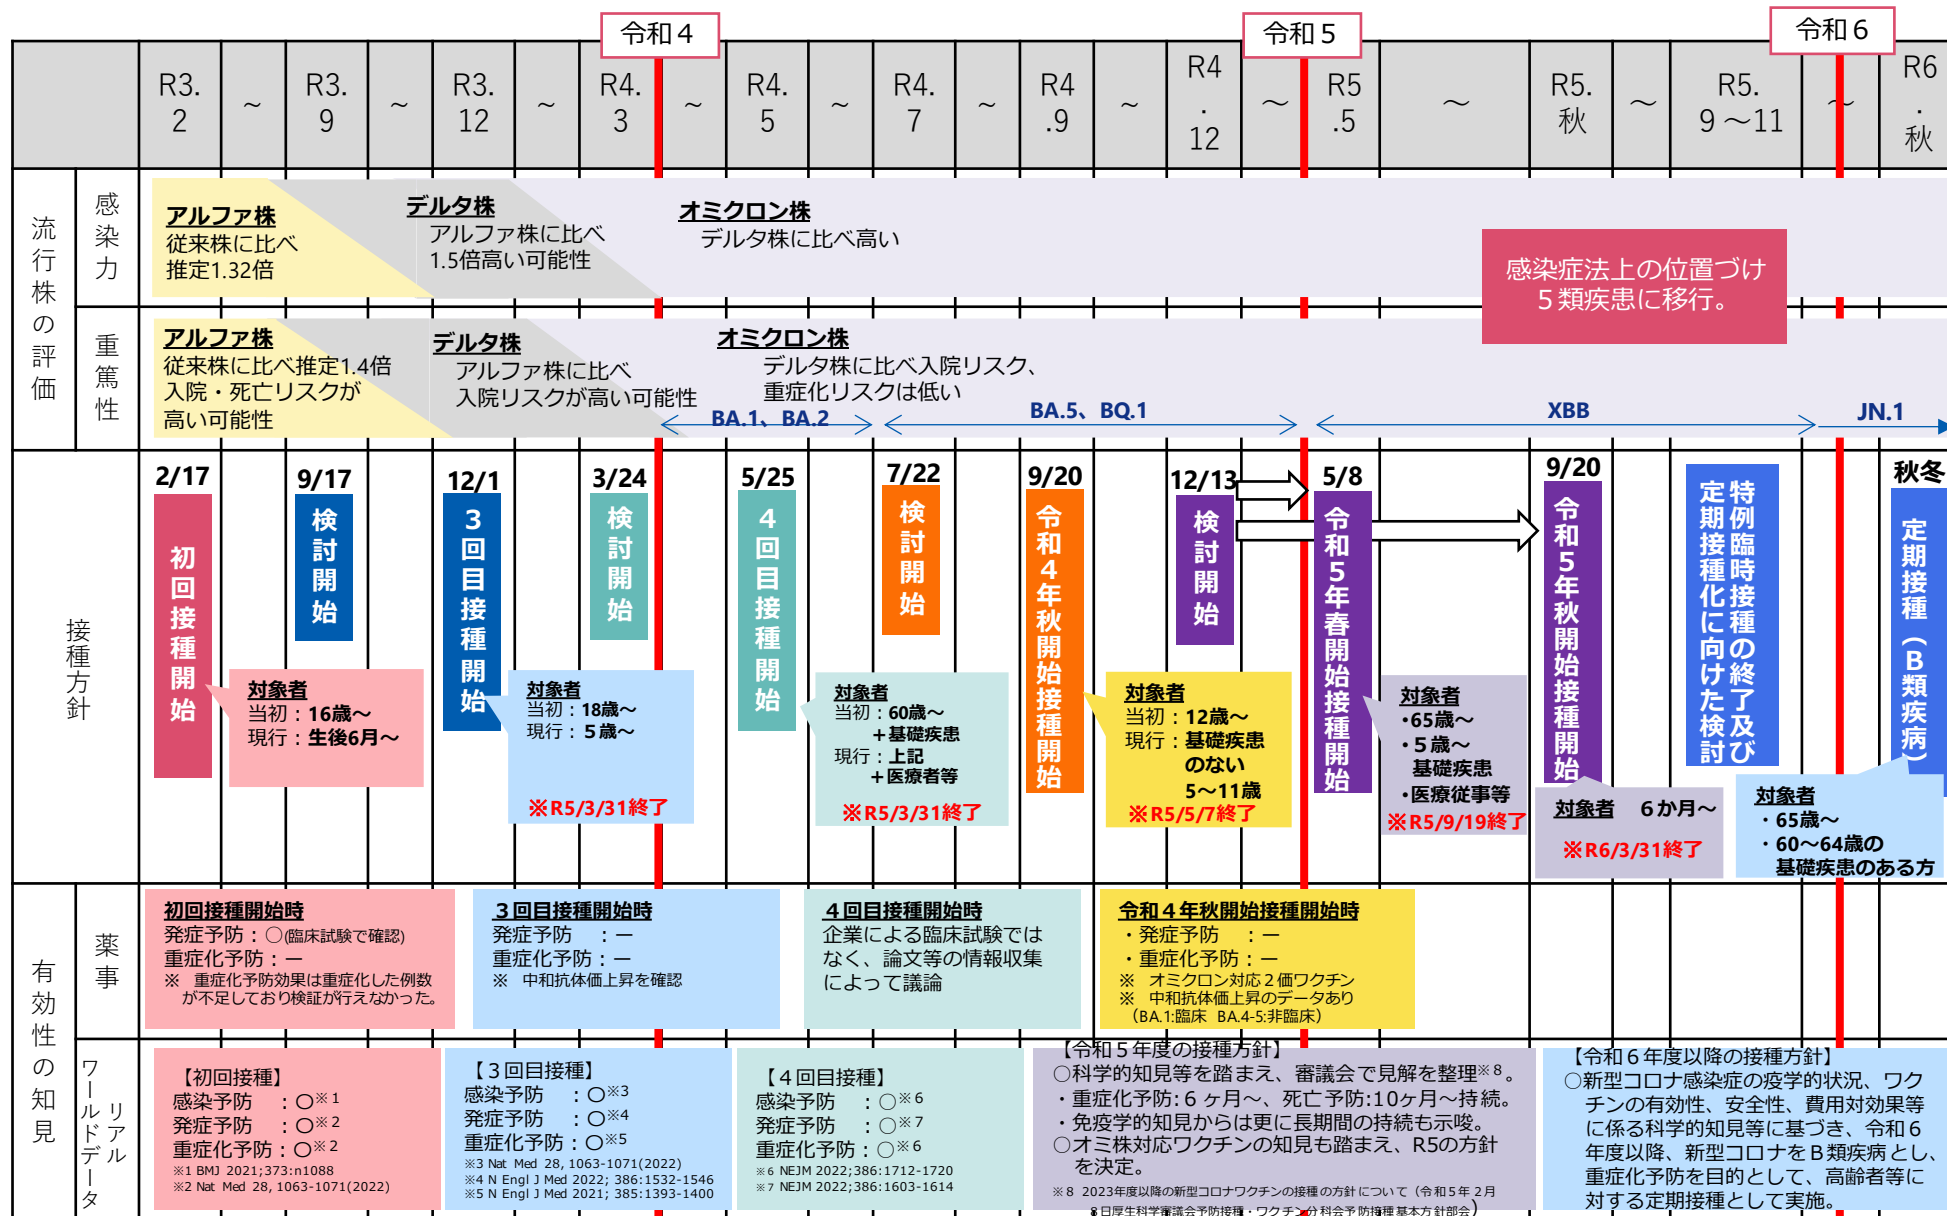 令和４
令和５
令和６
R3.
2
～
R3.
9
～
R3.
12
～
R4.
3
～
R4.
5
～
R4.
7
～
R4
.9
～
R4
.
12
～
R5
.5
～
R5.
秋
～
R5.
9～11
～
R6
.
秋
流行株の評価
感染力
アルファ株
従来株に比べ
推定1.32倍
デルタ株
アルファ株に比べ
1.5倍高い可能性
オミクロン株
デルタ株に比べ高い
感染症法上の位置づけ
５類疾患に移行。
重篤性
アルファ株
従来株に比べ推定1.4倍
入院・死亡リスクが
高い可能性
デルタ株
アルファ株に比べ
入院リスクが高い可能性
オミクロン株
デルタ株に比べ入院リスク、
重症化リスクは低い
BA.1、BA.2
BA.5、BQ.1
XBB
JN.1
接種方針
2/17
初回接種開始
9/17
検討開始
12/1
３回目接種開始
3/24
検討開始
5/25
４回目接種開始
7/22
検討開始
9/20
令和４年秋開始接種開始
12/13
検討開始
5/8
令和５年春開始接種開始
9/20
令和５年秋開始接種開始
特例臨時接種の終了及び
定期接種化に向けた検討
秋冬
定期接種（Ｂ類疾病）
対象者
当初：16歳～
現行：生後6月～
対象者
当初：18歳～
現行：５歳～
※R5/3/31終了
対象者
当初：60歳～
＋基礎疾患
現行：上記
＋医療者等
※R5/3/31終了
対象者
当初：12歳～
現行：基礎疾患
のない
5～11歳
※R5/5/7終了
対象者
・65歳～
・５歳～
基礎疾患
・医療従事等
※R5/9/19終了
対象者　６か月～
※R6/3/31終了
対象者
・65歳～
・60～64歳の
基礎疾患のある方
有効性の知見
薬事
初回接種開始時
発症予防：○(臨床試験で確認)
重症化予防：－
※　重症化予防効果は重症化した例数
が不足しており検証が行えなかった。
３回目接種開始時
発症予防　：－
重症化予防：－
※　中和抗体価上昇を確認
４回目接種開始時
企業による臨床試験では
なく、論文等の情報収集
によって議論
令和４年秋開始接種開始時
・発症予防　：－
・重症化予防：－
※　オミクロン対応２価ワクチン
※　中和抗体価上昇のデータあり
（BA.1:臨床 BA.4-5:非臨床）
リアル
ワールドデータ
【初回接種】
感染予防　：○※1
発症予防　：○※2
重症化予防：○※2
※1 BMJ 2021;373:n1088
※2 Nat Med 28, 1063-1071(2022)
【３回目接種】
感染予防　：○※3
発症予防　：○※4
重症化予防：○※5
※3 Nat Med 28, 1063-1071(2022)
※4 N Engl J Med 2022; 386:1532-1546
※5 N Engl J Med 2021; 385:1393-1400
【４回目接種】
感染予防　：○※6
発症予防　：○※7
重症化予防：○※6
※6 NEJM 2022;386:1712-1720
※7 NEJM 2022;386:1603-1614
【令和５年度の接種方針】
○科学的知見等を踏まえ、審議会で見解を整理※8。
・重症化予防:６ヶ月～、死亡予防:10ヶ月～持続。
・免疫学的知見からは更に長期間の持続も示唆。
○オミ株対応ワクチンの知見も踏まえ、R5の方針
を決定。
※8 2023年度以降の新型コロナワクチンの接種の方針について（令和５年２月
８日厚生科学審議会予防接種・ワクチン分科会予防接種基本方針部会）
【令和６年度以降の接種方針】
○新型コロナ感染症の疫学的状況、ワク
チンの有効性、安全性、費用対効果等
に係る科学的知見等に基づき、令和６
年度以降、新型コロナをＢ類疾病とし、
重症化予防を目的として、高齢者等に
対する定期接種として実施。